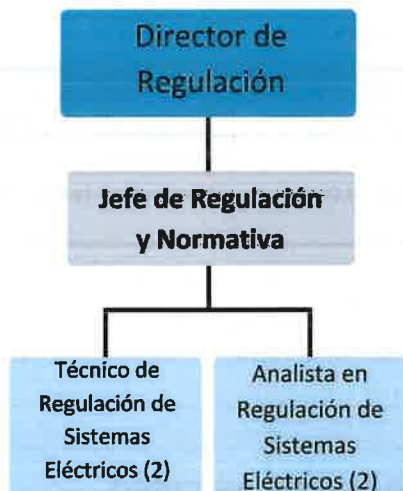 Director de
Regulación
Jefe de Regulación
y Normativa
Técnico de
Regulación de
Sistemas
Eléctricos (2)
Analista en
Regulación de
Sistemas
Eléctricos (2)